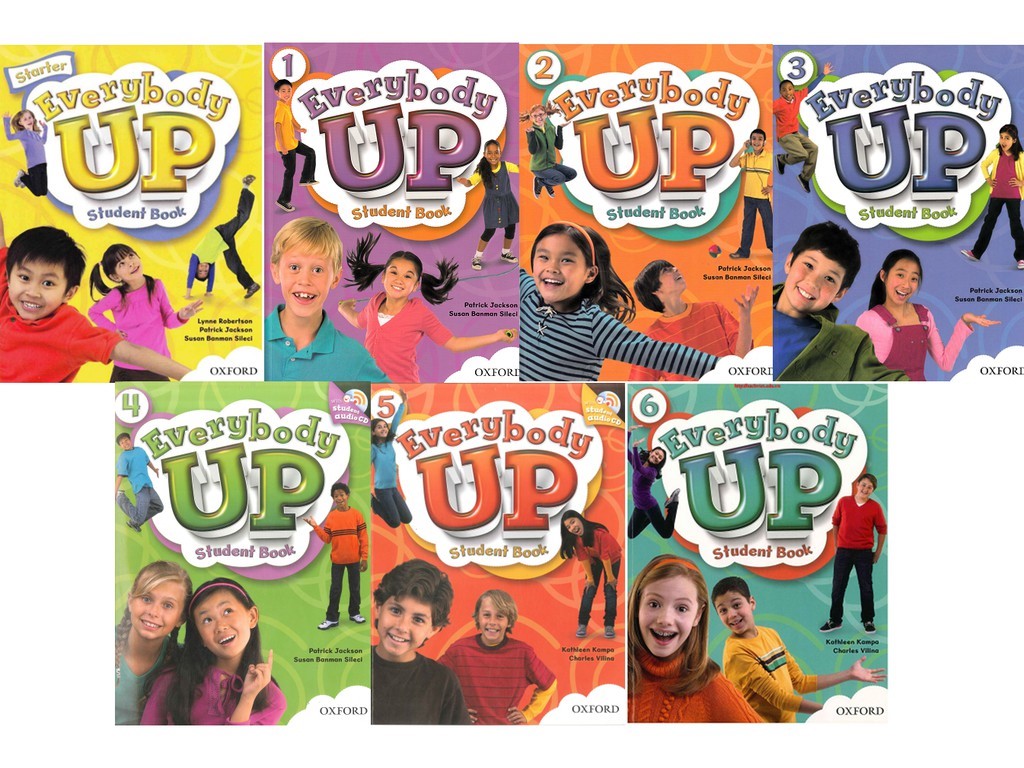 Starter
Everybody
UP
Student Book
Lynne Robertson
Patrick Jackson
Susan Banman Sileci
OXFORD
1
Everybody
UP
Student Book
Patrick Jackson
Susan Banman Sileci
OXFORD
2
Everybody
UP
Student Book
Patrick Jackson
Susan Banman Sileci
OXFORD
3
Everybody
UP
Student Book
Patrick Jackson
Susan Banman Sileci
OXFORD
4
with
student
audio CD
Everybody
UP
Student Book
Patrick Jackson
Susan Banman Sileci
OXFORD
5
student
audio CD
Everybody
UP
Student Book
Kathleen Kampa
Charles Vilina
OXFORD
6
Everybody
UP
Student Book
Kathleen Kampa
Charles Vilina
OXFORD